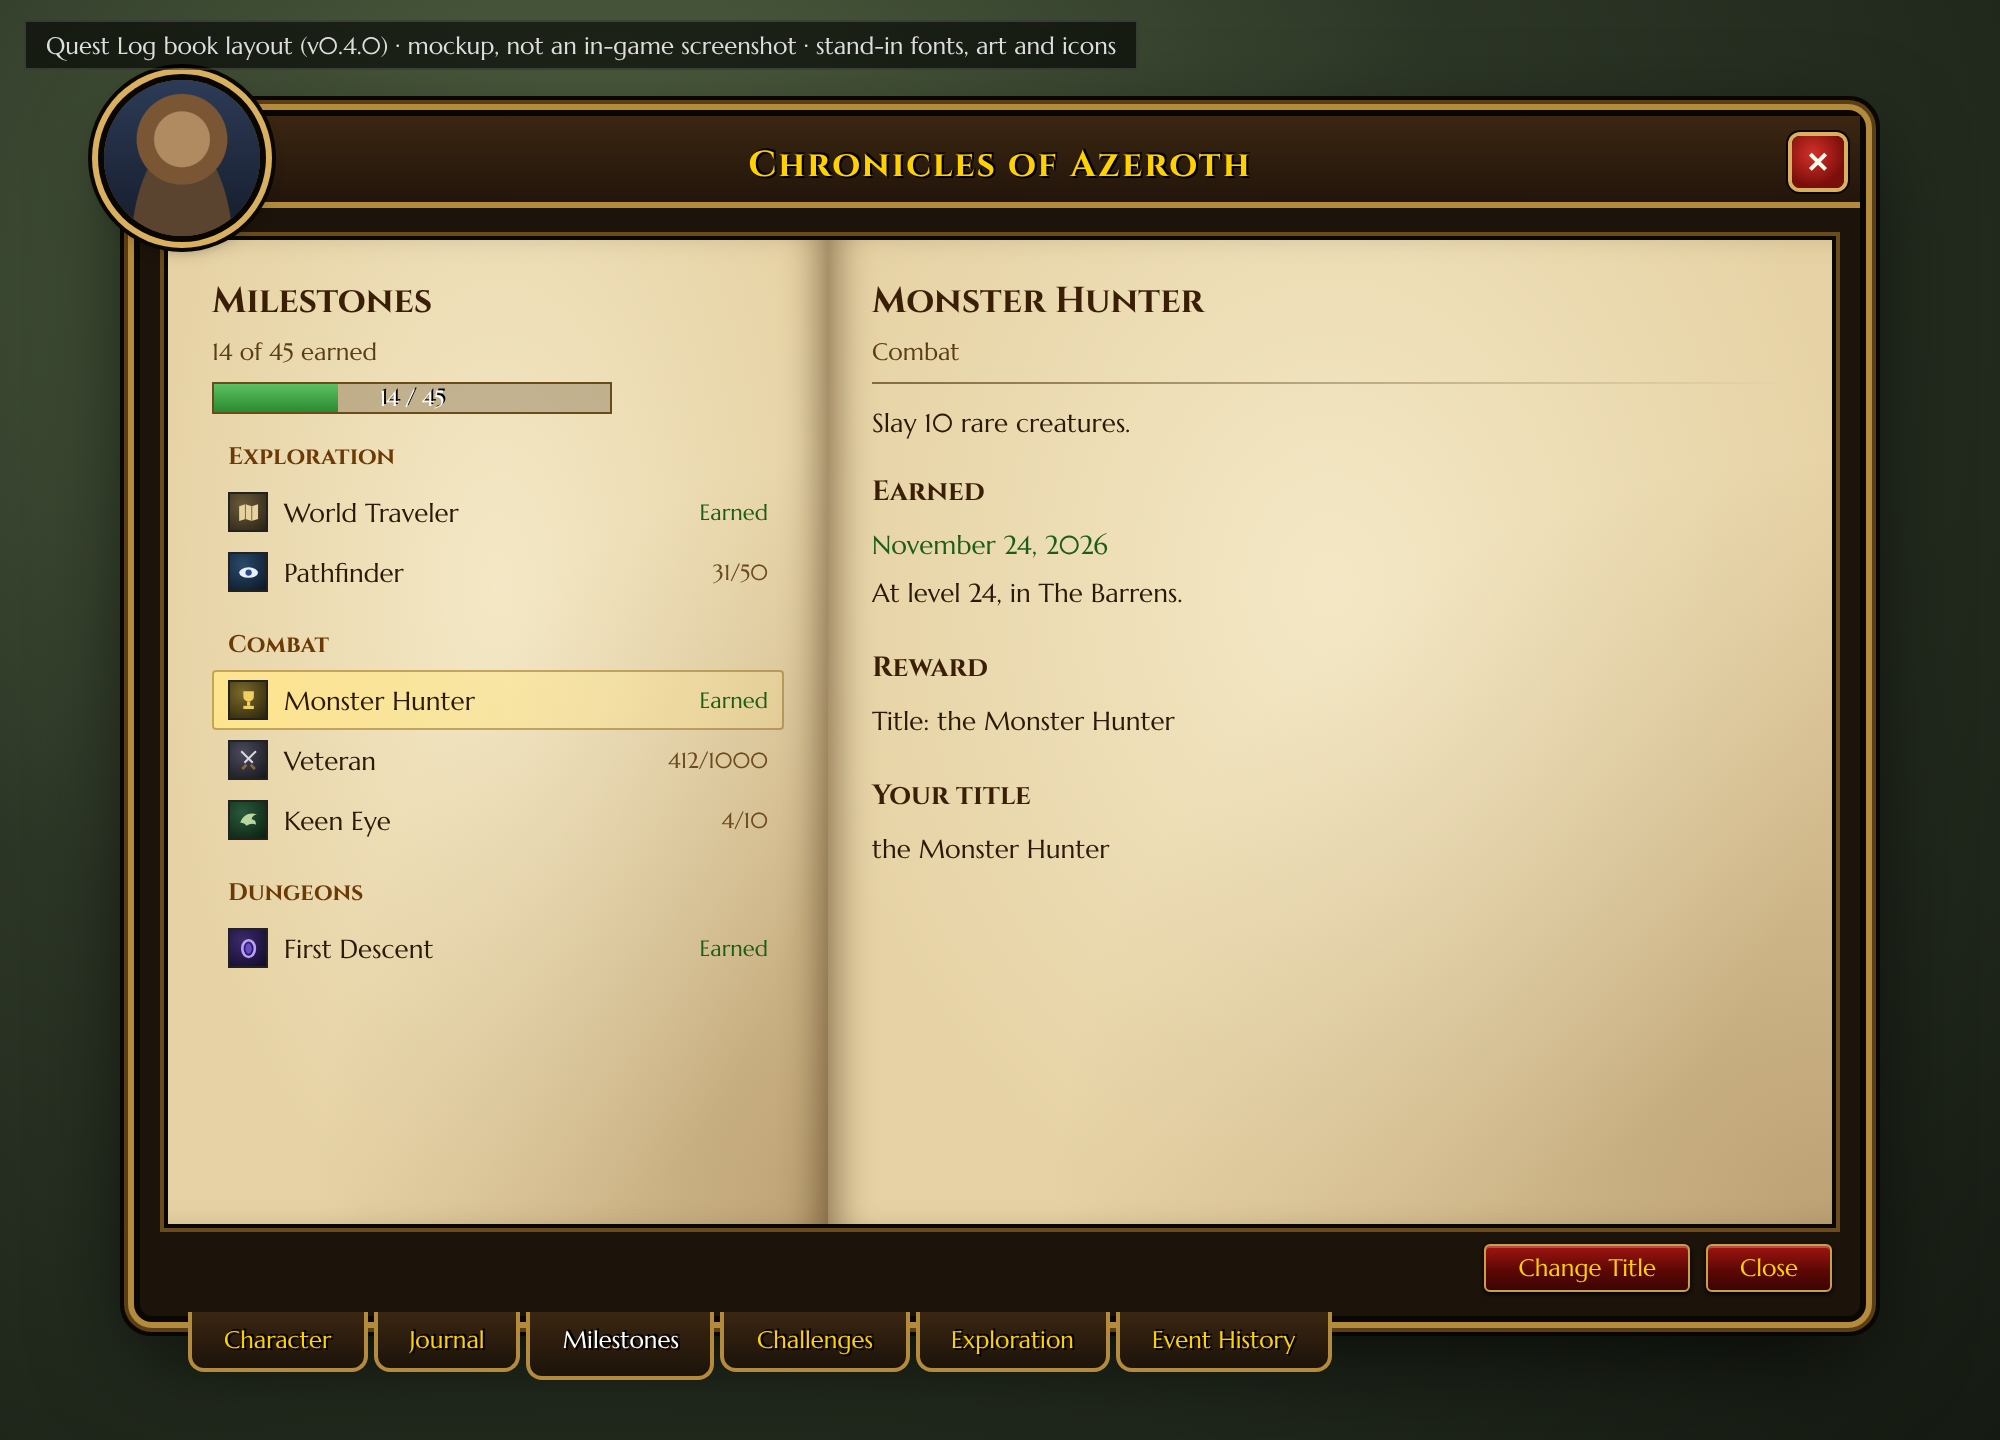 Quest Log book layout (v0.4.0) · mockup, not an in-game screenshot · stand-in fonts, art and icons
Chronicles of Azeroth
Milestones
14 of 45 earned
14 / 45
Exploration
World Traveler Earned
Pathfinder 31/50
Combat
Monster Hunter Earned
Veteran 412/1000
Keen Eye 4/10
Dungeons
First Descent Earned
Monster Hunter
Combat
Slay 10 rare creatures.
Earned
November 24, 2026
At level 24, in The Barrens.
Reward
Title: the Monster Hunter
Your title
the Monster Hunter
Change Title Close
Character Journal Milestones Challenges Exploration Event History